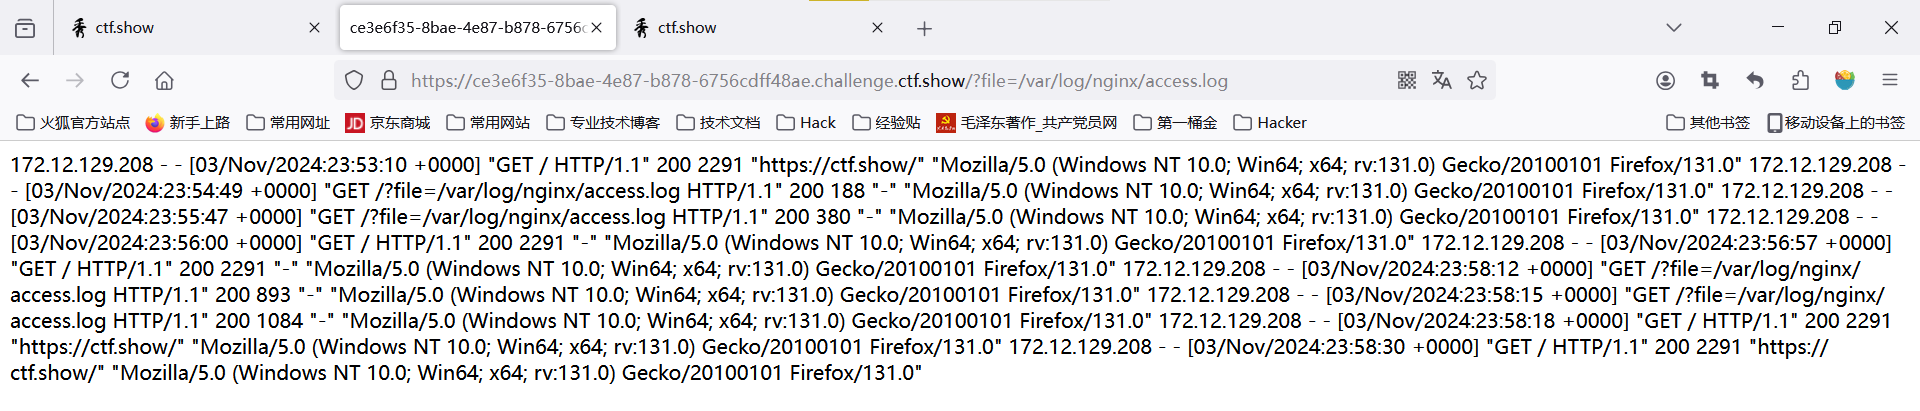 ctf.show
ce3e6f35-8bae-4e87-b878-6756c
ctf.show
https://ce3e6f35-8bae-4e87-b878-6756cdff48ae.challenge.ctf.show/?file=/var/log/nginx/access.log
火狐官方站点 新手上路 常用网址 JD 京东商城 常用网站 专业技术博客 技术文档 Hack 经验贴 毛泽东著作_共产党员网 第一桶金 Hacker 其他书签 移动设备上的书签
172.12.129.208 - - [03/Nov/2024:23:53:10 +0000] "GET / HTTP/1.1" 200 2291 "https://ctf.show/" "Mozilla/5.0 (Windows NT 10.0; Win64; x64; rv:131.0) Gecko/20100101 Firefox/131.0" 172.12.129.208 -
- [03/Nov/2024:23:54:49 +0000] "GET /?file=/var/log/nginx/access.log HTTP/1.1" 200 188 "-" "Mozilla/5.0 (Windows NT 10.0; Win64; x64; rv:131.0) Gecko/20100101 Firefox/131.0" 172.12.129.208 - -
[03/Nov/2024:23:55:47 +0000] "GET /?file=/var/log/nginx/access.log HTTP/1.1" 200 380 "-" "Mozilla/5.0 (Windows NT 10.0; Win64; x64; rv:131.0) Gecko/20100101 Firefox/131.0" 172.12.129.208 - -
[03/Nov/2024:23:56:00 +0000] "GET / HTTP/1.1" 200 2291 "-" "Mozilla/5.0 (Windows NT 10.0; Win64; x64; rv:131.0) Gecko/20100101 Firefox/131.0" 172.12.129.208 - - [03/Nov/2024:23:56:57 +0000]
"GET / HTTP/1.1" 200 2291 "-" "Mozilla/5.0 (Windows NT 10.0; Win64; x64; rv:131.0) Gecko/20100101 Firefox/131.0" 172.12.129.208 - - [03/Nov/2024:23:58:12 +0000] "GET /?file=/var/log/nginx/
access.log HTTP/1.1" 200 893 "-" "Mozilla/5.0 (Windows NT 10.0; Win64; x64; rv:131.0) Gecko/20100101 Firefox/131.0" 172.12.129.208 - - [03/Nov/2024:23:58:15 +0000] "GET /?file=/var/log/nginx/
access.log HTTP/1.1" 200 1084 "-" "Mozilla/5.0 (Windows NT 10.0; Win64; x64; rv:131.0) Gecko/20100101 Firefox/131.0" 172.12.129.208 - - [03/Nov/2024:23:58:18 +0000] "GET / HTTP/1.1" 200 2291
"https://ctf.show/" "Mozilla/5.0 (Windows NT 10.0; Win64; x64; rv:131.0) Gecko/20100101 Firefox/131.0" 172.12.129.208 - - [03/Nov/2024:23:58:30 +0000] "GET / HTTP/1.1" 200 2291 "https://
ctf.show/" "Mozilla/5.0 (Windows NT 10.0; Win64; x64; rv:131.0) Gecko/20100101 Firefox/131.0"